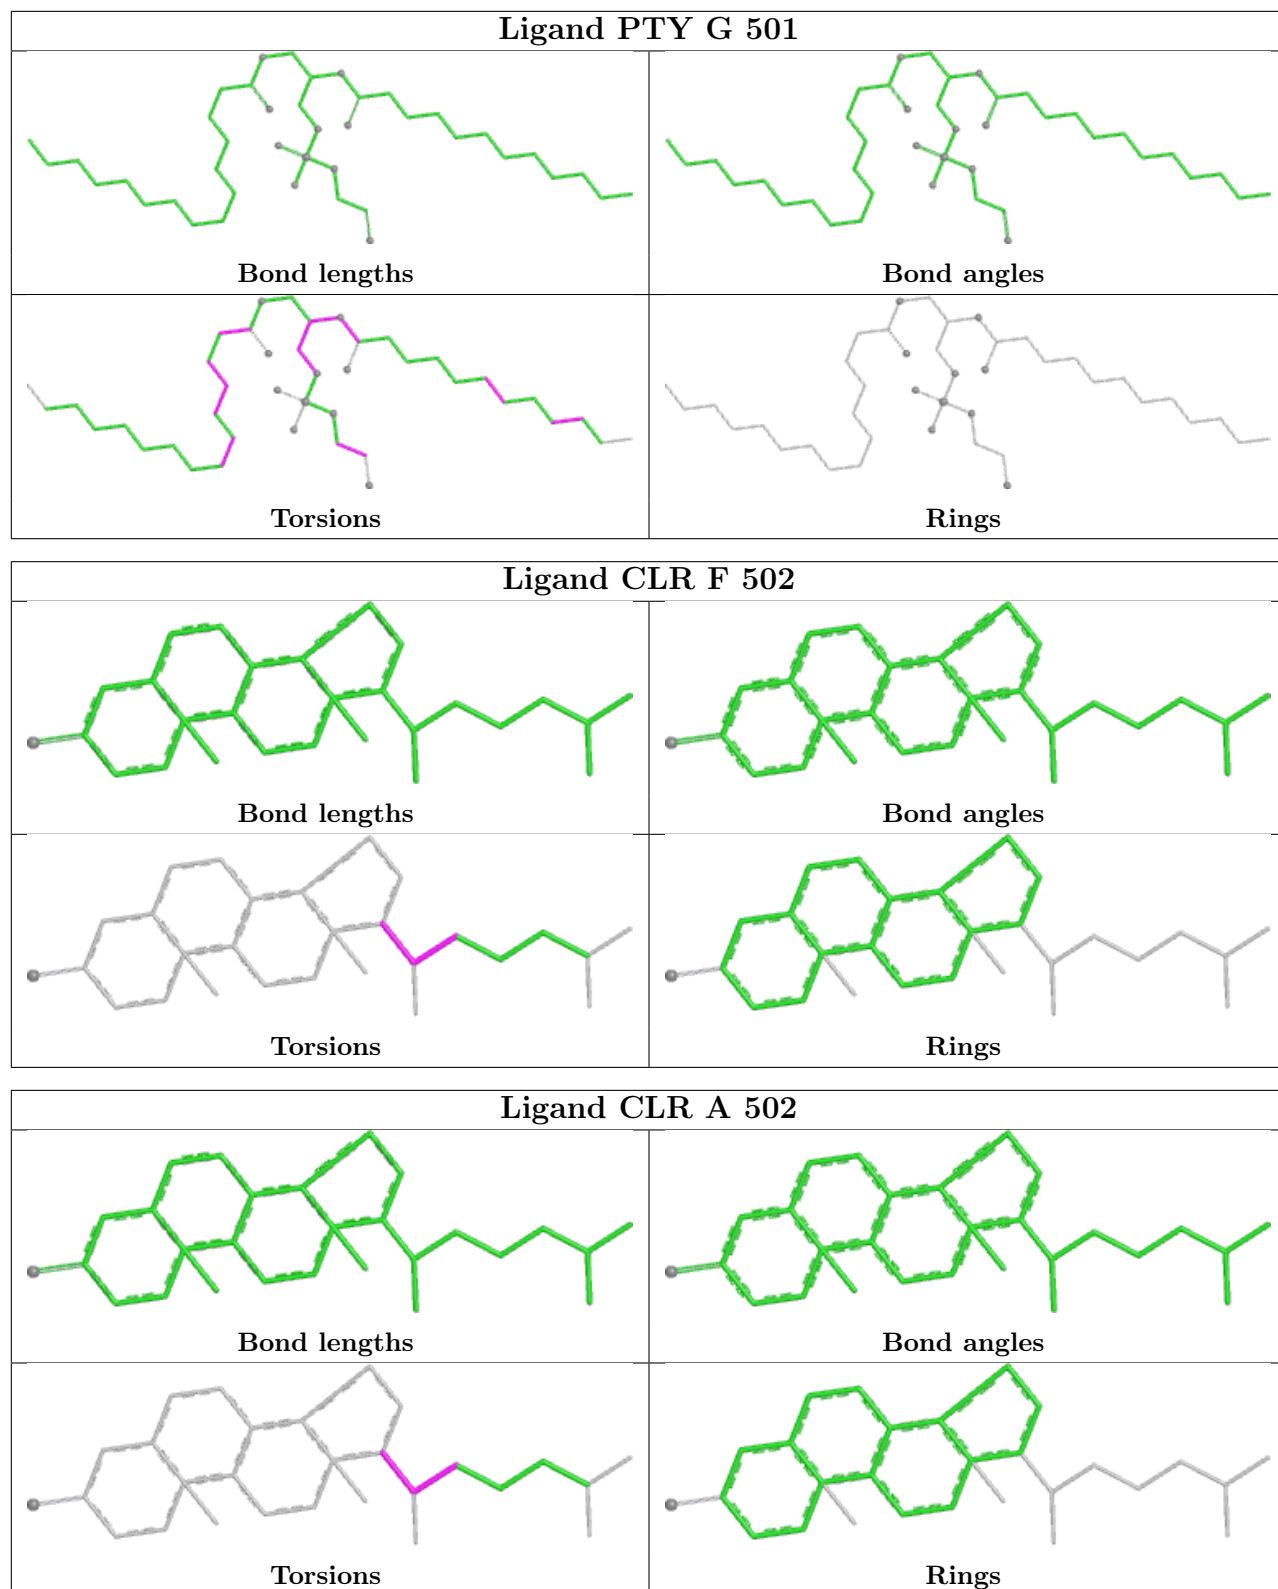 Ligand PTY G 501
Bond lengths
Bond angles
Torsions
Rings
Ligand CLR F 502
Bond lengths
Bond angles
Torsions
Rings
Ligand CLR A 502
Bond lengths
Bond angles
Torsions
Rings